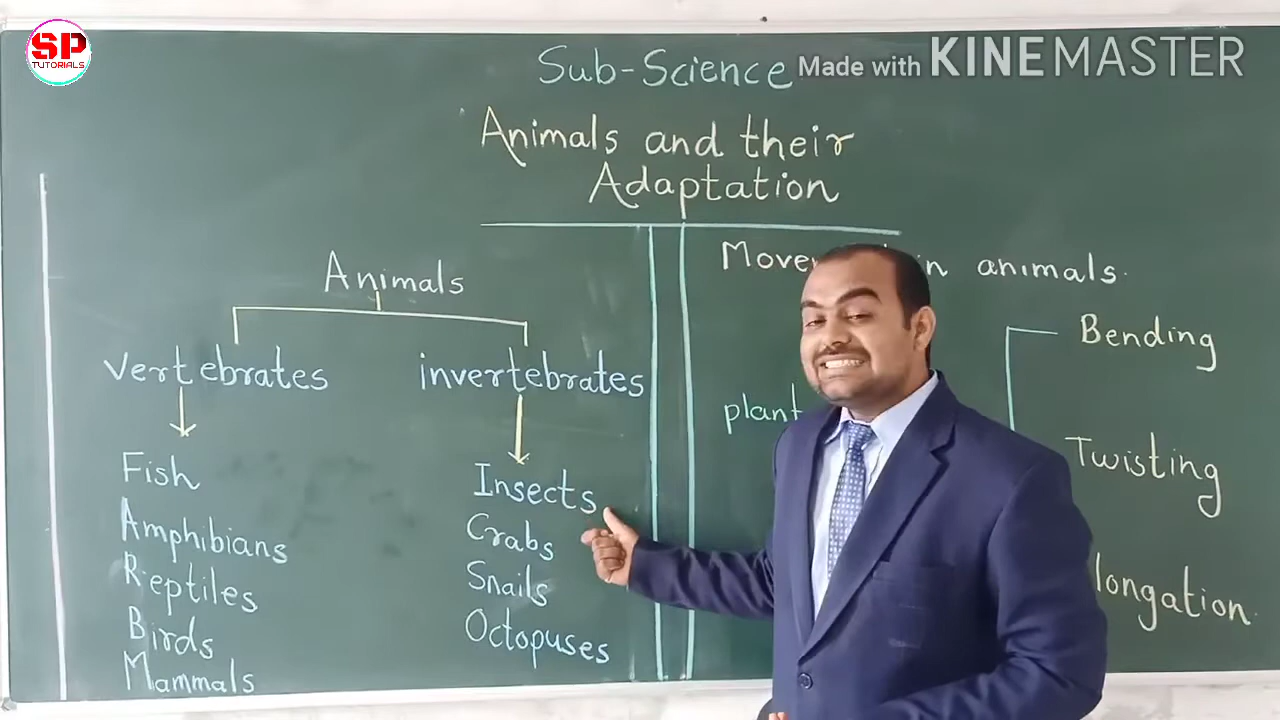 SP
TUTORIALS
Made with KINEMASTER
Sub-Science
Animals and their
Adaptation
Animals
vertebrates
invertebrates
Fish
Amphibians
Reptiles
Birds
Mammals
Insects
Crabs
Snails
Octopuses
in animals.
Bending
Twisting